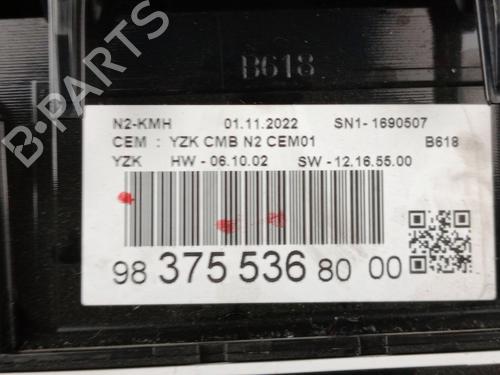 B618
N2-KMH 01.11.2022 SN1- 1690507
CEM : YZK CMB N2 CEM01 B618
YZK HW - 06.10.02 SW - 12.16.55.00
98 375 536 80 00
B-PARTS